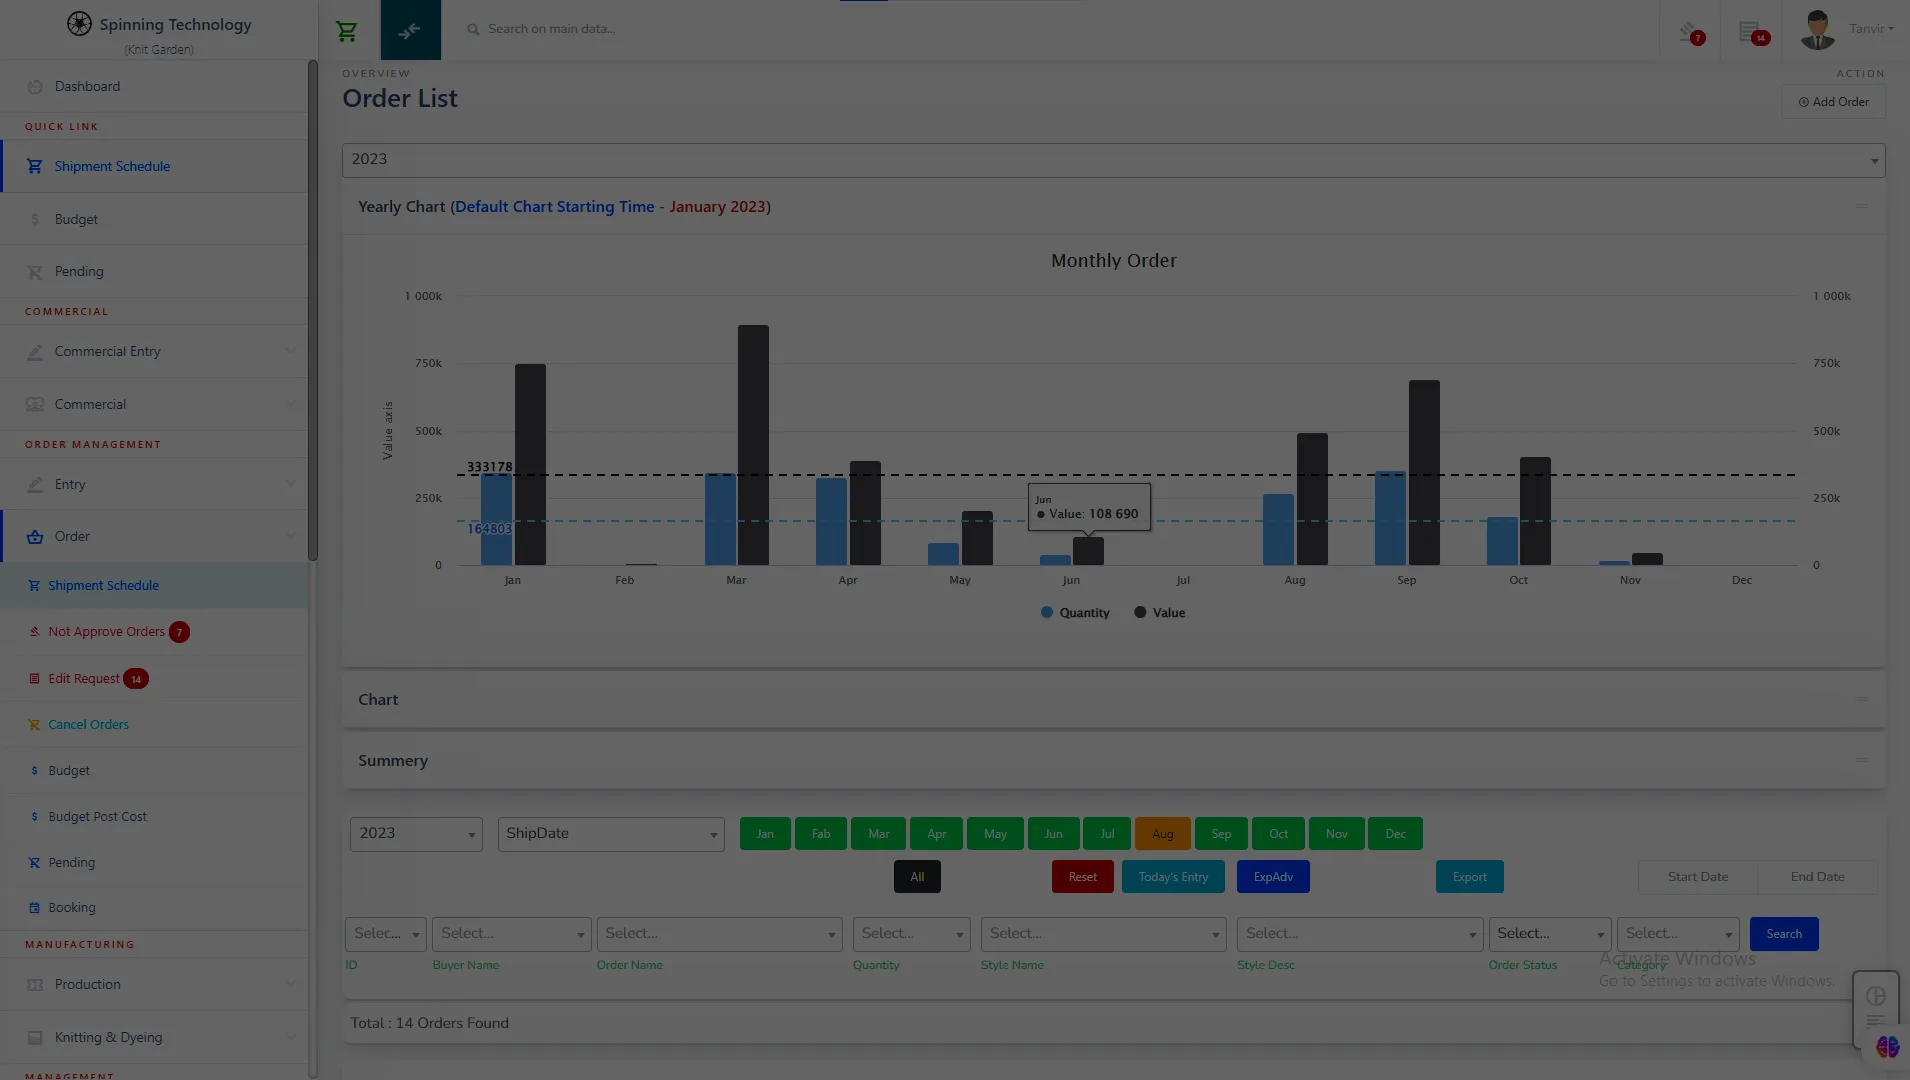 Spinning Technology
(Knit Garden)
Search on main data...
7
14
Tanvir
Dashboard
QUICK LINK
Shipment Schedule
Budget
Pending
COMMERCIAL
Commercial Entry
Commercial
ORDER MANAGEMENT
Entry
Order
Shipment Schedule
Not Approve Orders 7
Edit Request 14
Cancel Orders
Budget
Budget Post Cost
Pending
Booking
MANUFACTURING
Production
Knitting & Dyeing
MANAGEMENT
OVERVIEW
Order List
ACTION
Add Order
2023
Yearly Chart (Default Chart Starting Time - January 2023)
Monthly Order
Value axis
1 000k
750k
500k
250k
0
1 000k
750k
500k
250k
0
333178
164803
Jun
Value: 108 690
Jan Feb Mar Apr May Jun Jul Aug Sep Oct Nov Dec
Quantity Value
Chart
Summery
2023 ShipDate Jan Fab Mar Apr May Jun Jul Aug Sep Oct Nov Dec
All Reset Today's Entry ExpAdv Export Start Date End Date
Selec... Select... Select... Select... Select... Select... Select... Select... Search
ID Buyer Name Order Name Quantity Style Name Style Desc Order Status Category
Activate Windows
Go to Settings to activate Windows.
Total : 14 Orders Found